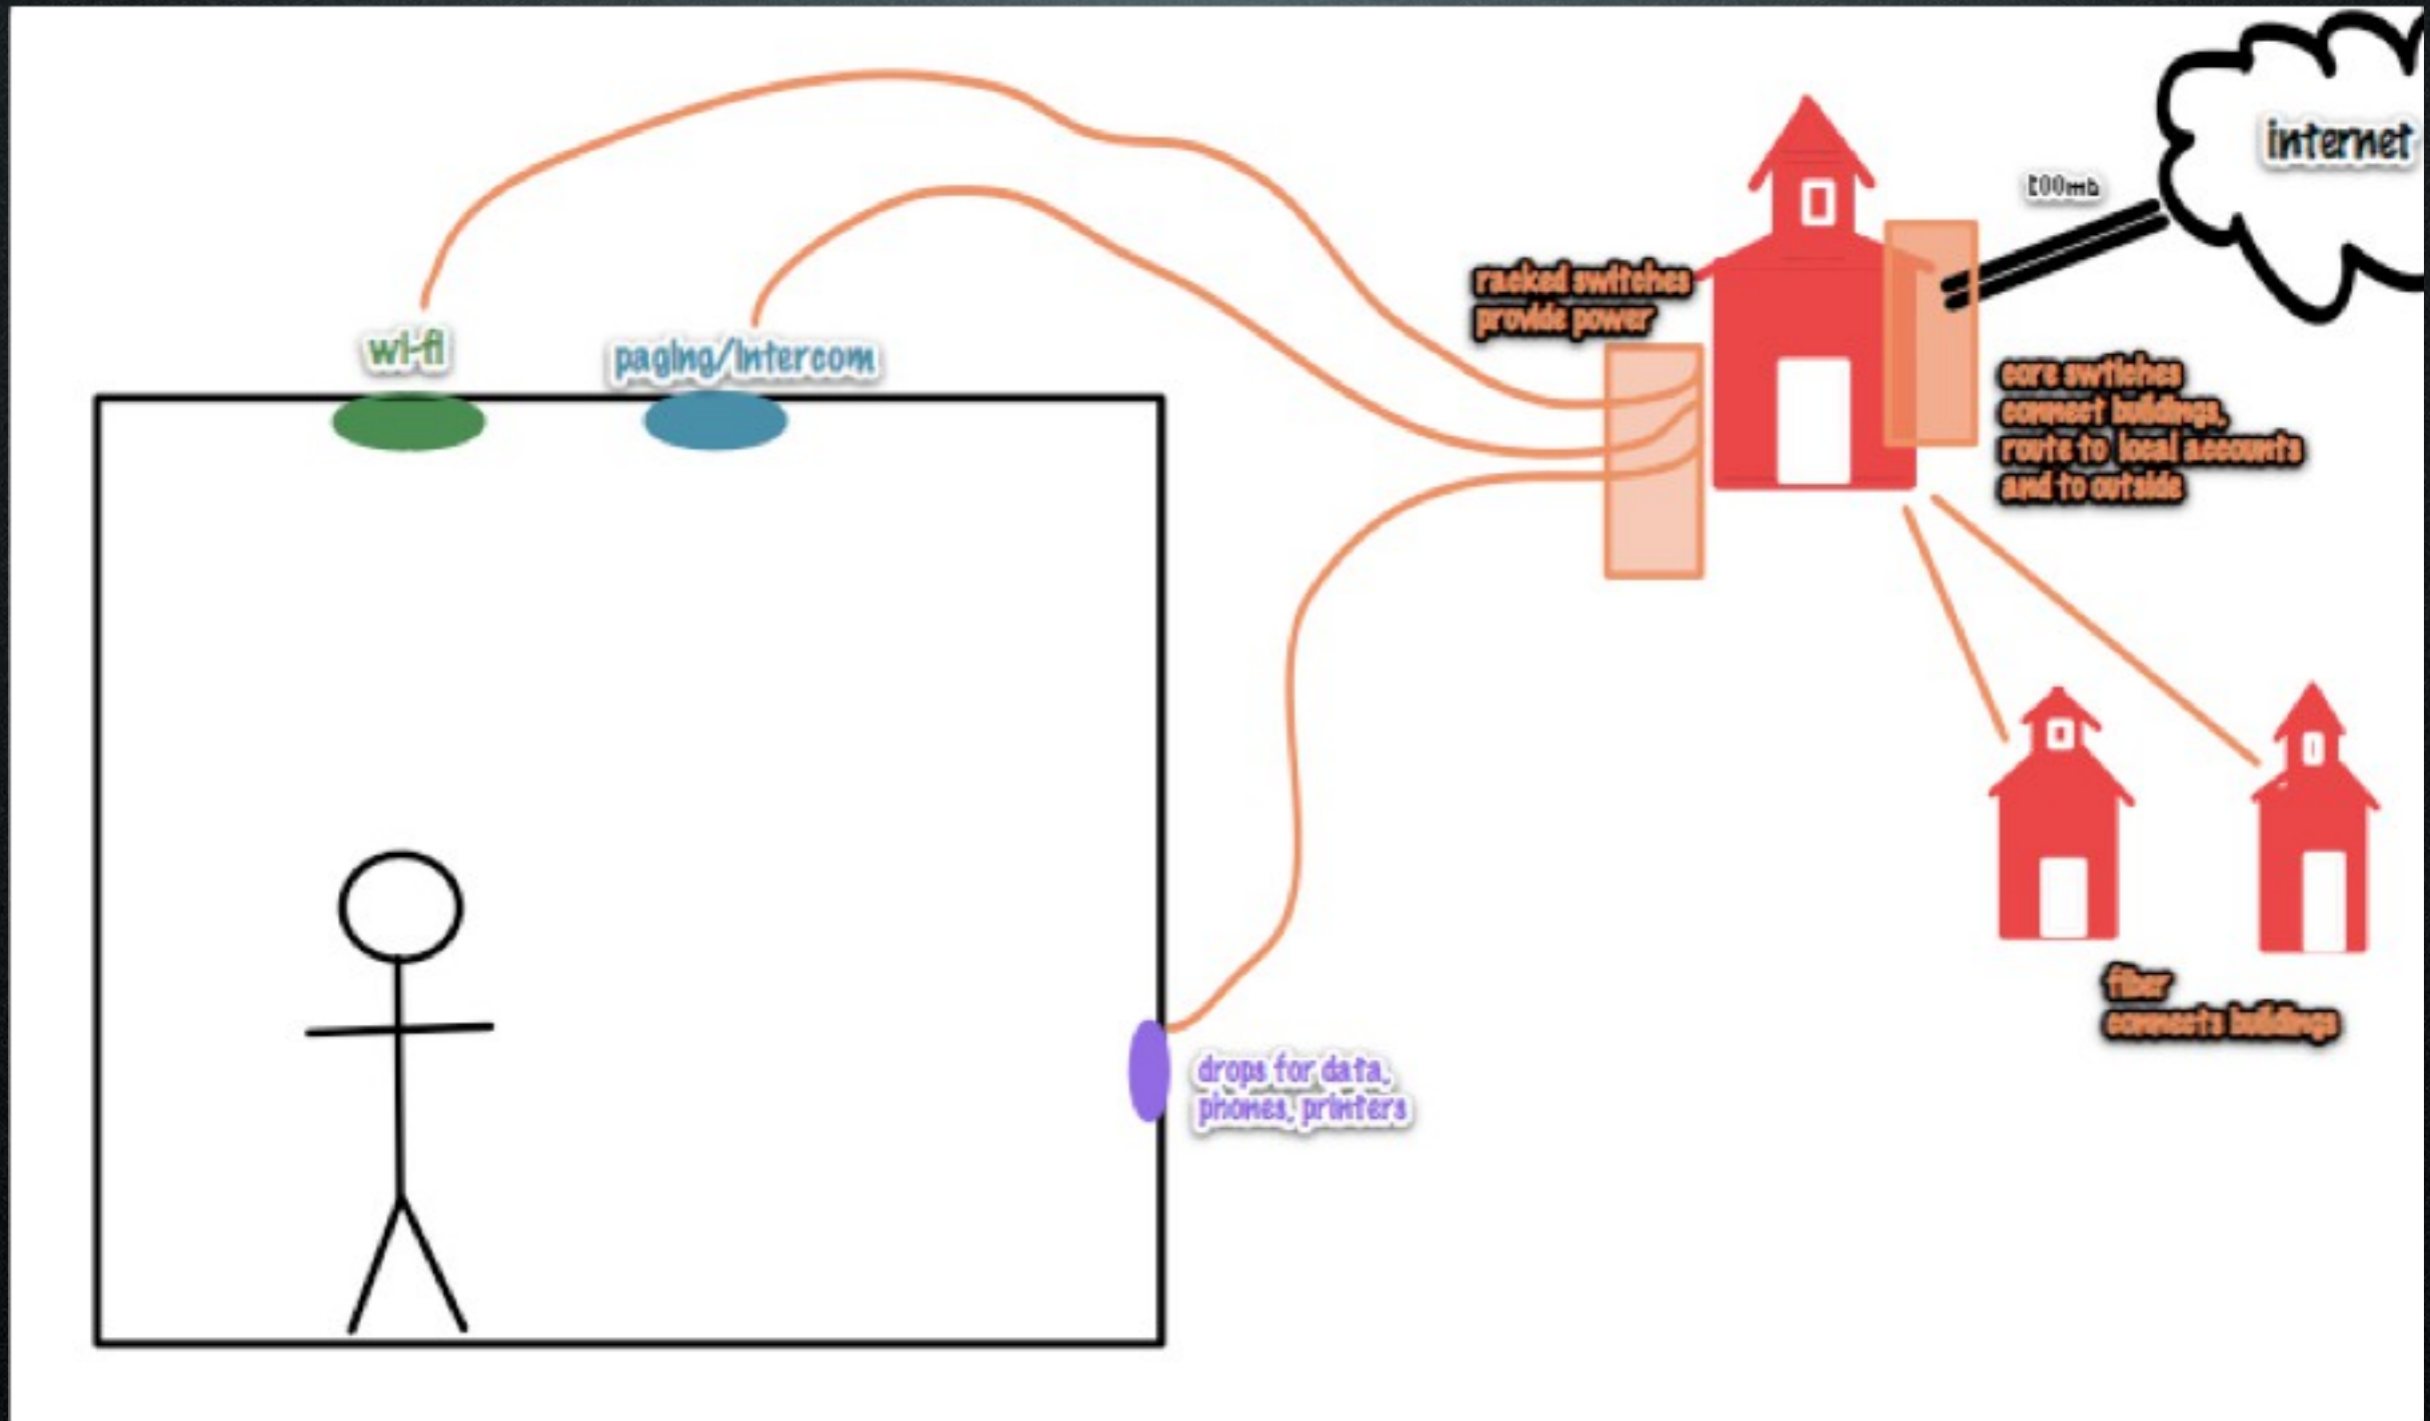 internet
racked switches
provide power
core swtiches
connect buildings,
route to local accounts
and to outside
wi-fi
paging/intercom
drops for data,
phones, printers
fiber
connects buildings